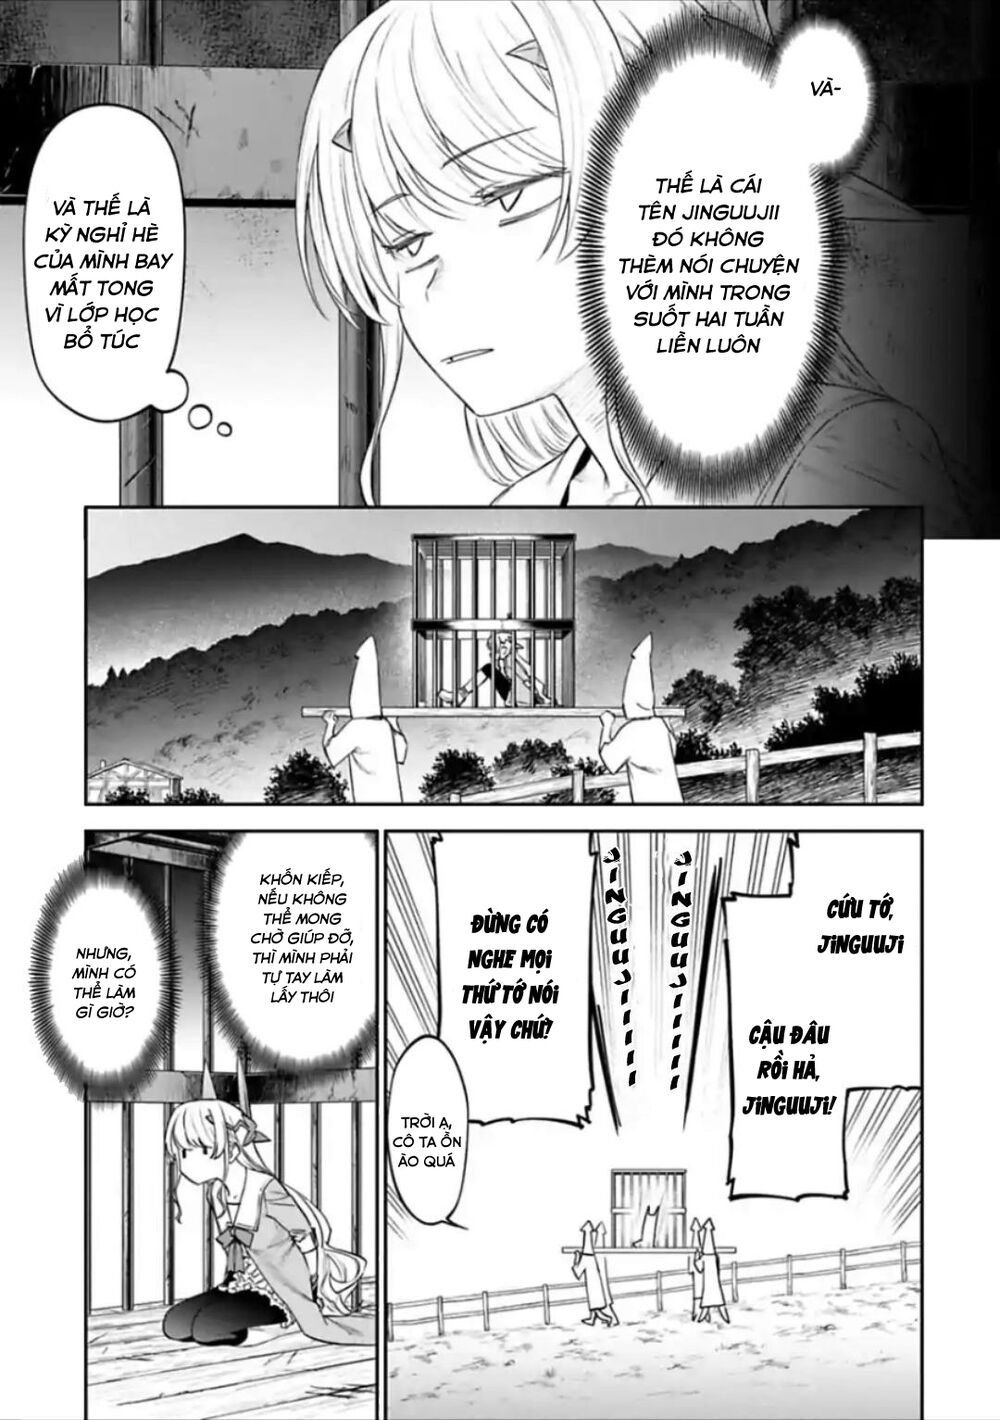 VÀ-
THẾ LÀ CÁI
TÊN JINGUUJII
ĐÓ KHÔNG
THÈM NÓI CHUYỆN
VỚI MÌNH TRONG
SUỐT HAI TUẦN
LIỀN LUÔN
VÀ THẾ LÀ
KỲ NGHỈ HÈ
CỦA MÌNH BAY
MẤT TONG
VÌ LỚP HỌC
BỔ TÚC
CỨU TỚ,
JINGUUJI
CẬU ĐÂU
RỒI HẢ,
JINGUUJI!
JINGUUJIIIIII
JINGUUJIIIIII
ĐỪNG CÓ
NGHE MỌI
THỨ TỚ NÓI
VẬY CHỨ!
TRỜI Ạ,
CÔ TA ỒN
ÀO QUÁ
KHỐN KIẾP,
NẾU KHÔNG
THỂ MONG
CHỜ GIÚP ĐỠ,
THÌ MÌNH PHẢI
TỰ TAY LÀM
LẤY THÔI
NHƯNG,
MÌNH CÓ
THỂ LÀM
GÌ GIỜ?